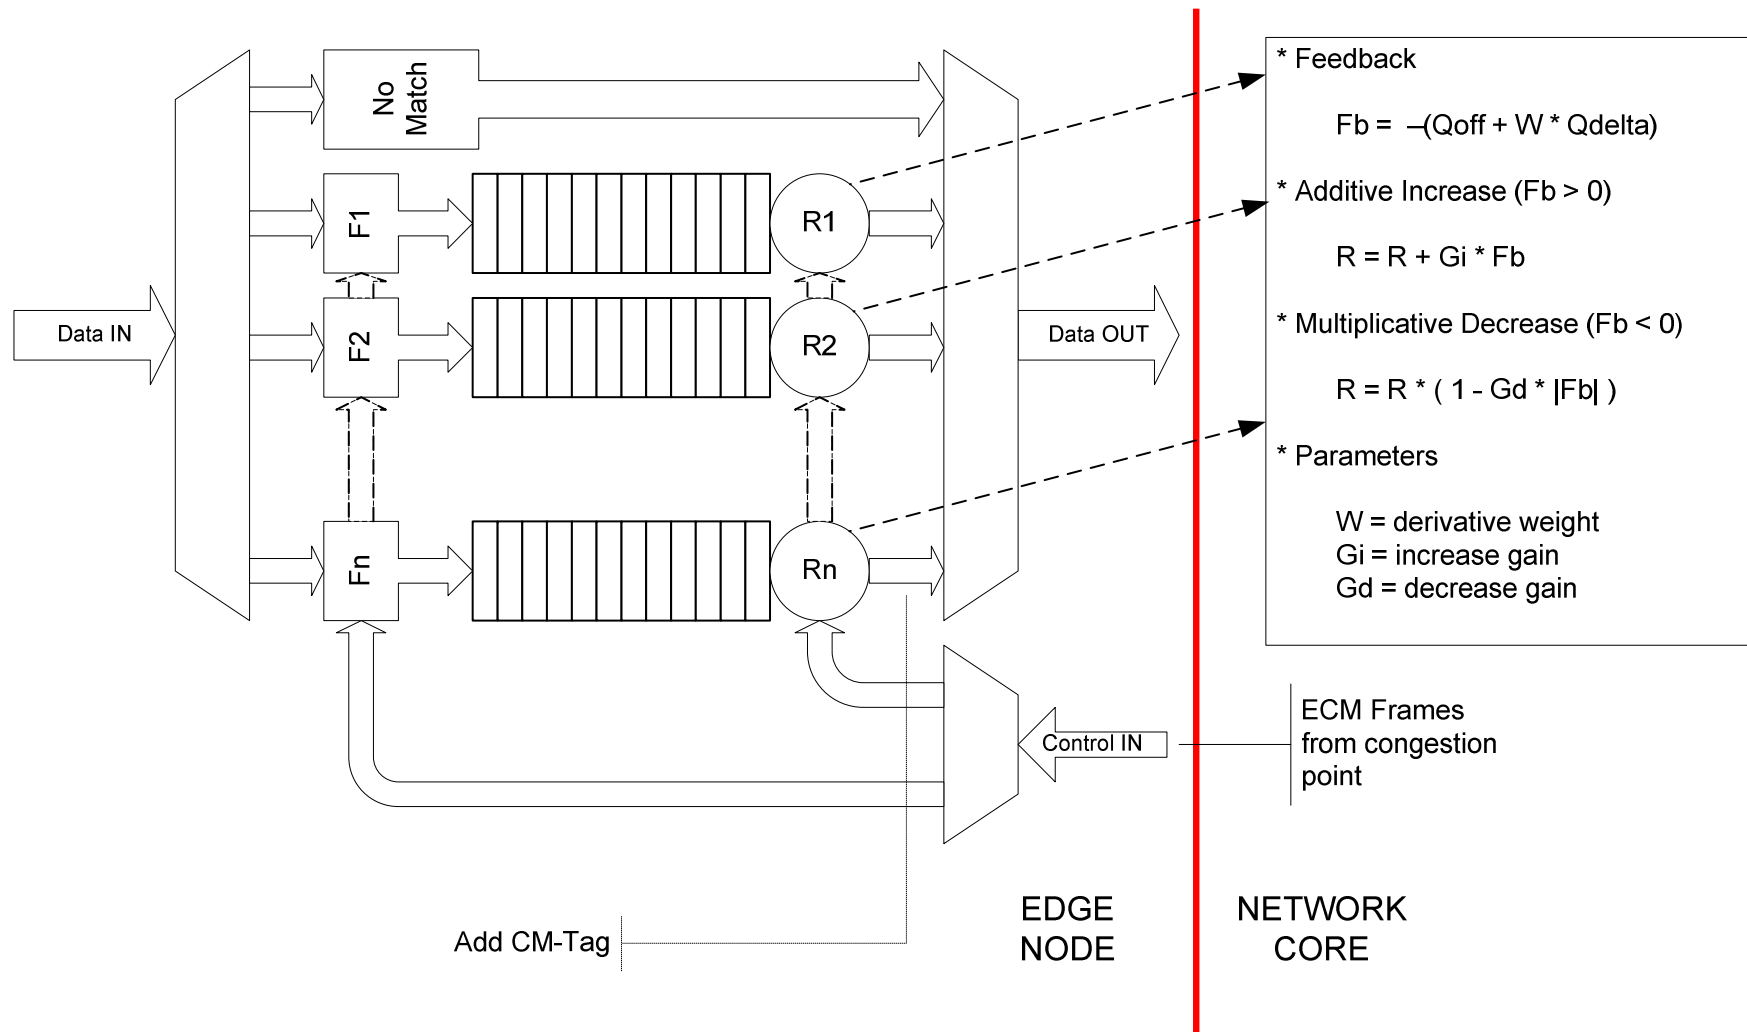 No
Match
F1
R1
Data IN
F2
R2
Data OUT
Fn
Rn
Control IN
Add CM-Tag
EDGE
NODE
NETWORK
CORE
* Feedback
Fb = –(Qoff + W * Qdelta)
* Additive Increase (Fb > 0)
R = R + Gi * Fb
* Multiplicative Decrease (Fb < 0)
R = R * ( 1 - Gd * |Fb| )
* Parameters
W = derivative weight
Gi = increase gain
Gd = decrease gain
ECM Frames
from congestion
point